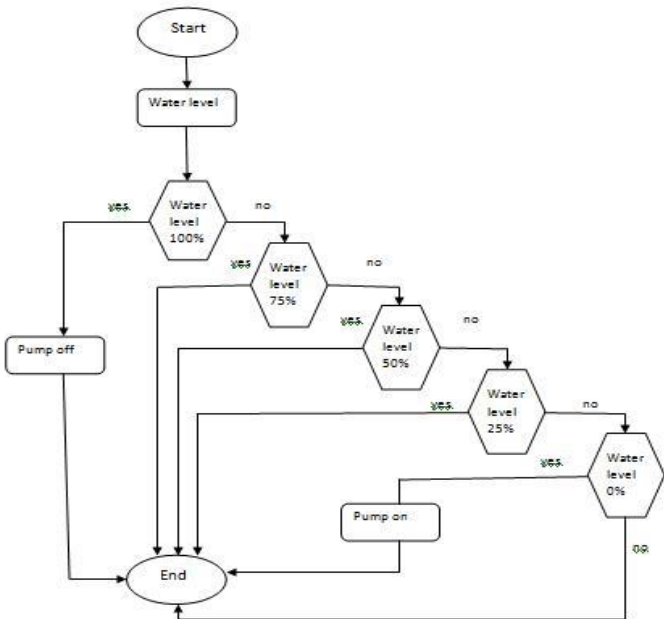 Start
Water level
yes
Water
level
100%
no
yes
Water
level
75%
no
Pump off
yes
Water
level
50%
no
yes
Water
level
25%
no
yes
Water
level
0%
Pump on
no
End